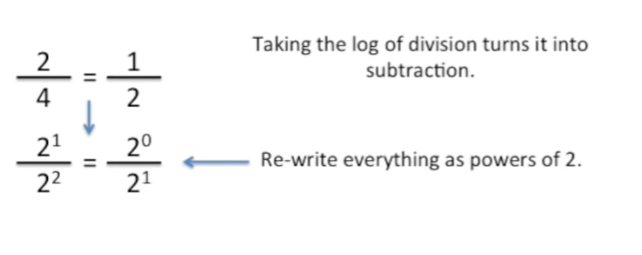 Taking the log of division turns it into
subtraction.
2/4 = 1/2
2¹/2² = 2⁰/2¹
Re-write everything as powers of 2.